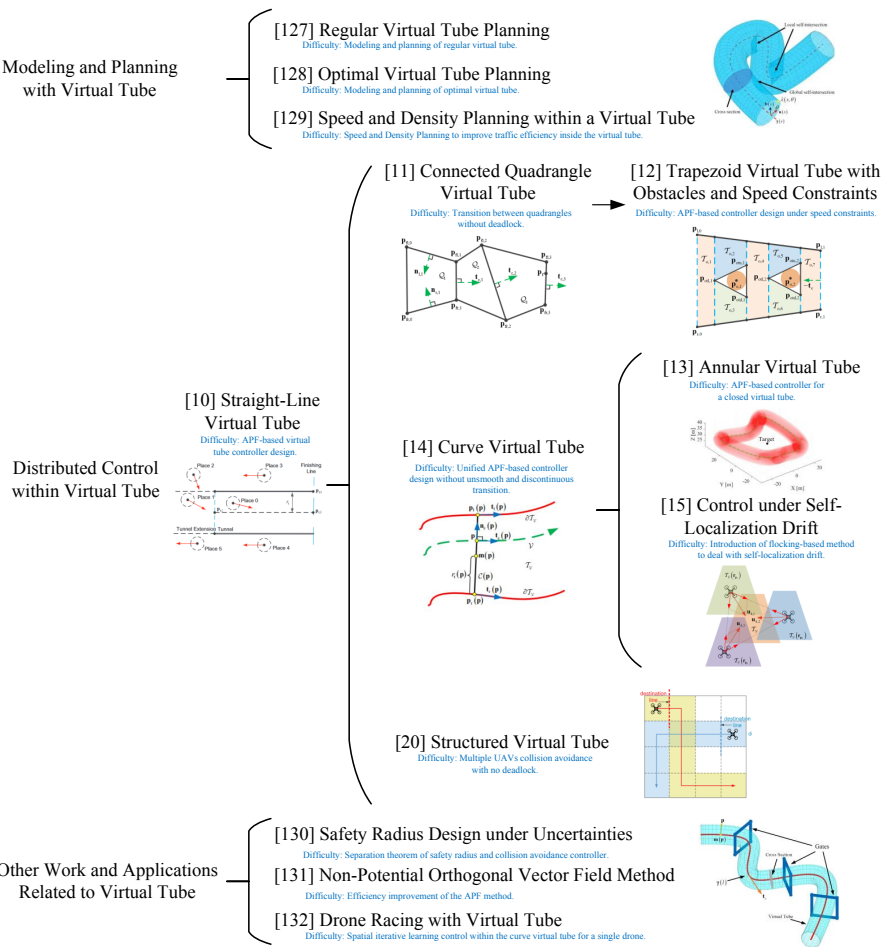 [127] Regular Virtual Tube Planning
Difficulty: Modeling and planning of regular virtual tube.
Modeling and Planning
with Virtual Tube
[128] Optimal Virtual Tube Planning
Difficulty: Modeling and planning of optimal virtual tube.
[129] Speed and Density Planning within a Virtual Tube
Difficulty: Speed and Density Planning to improve traffic efficiency inside the virtual tube.
Local self-intersection
Global self-intersection
Cross section
[11] Connected Quadrangle
Virtual Tube
Difficulty: Transition between quadrangles
without deadlock.
[12] Trapezoid Virtual Tube with
Obstacles and Speed Constraints
Difficulty: APF-based controller design under speed constraints.
[13] Annular Virtual Tube
Difficulty: APF-based controller for
a closed virtual tube.
Z [m]
Target
Y [m]
X [m]
[10] Straight-Line
Virtual Tube
Difficulty: APF-based virtual
tube controller design.
Place 2
Place 3
Finishing
Line
Place 1
Place 0
Tunnel Extension Tunnel
Place 5
Place 4
Distributed Control
within Virtual Tube
[14] Curve Virtual Tube
Difficulty: Unified APF-based controller
design without unsmooth and discontinuous
transition.
[15] Control under Self-
Localization Drift
Difficulty: Introduction of flocking-based method
to deal with self-localization drift.
[20] Structured Virtual Tube
Difficulty: Multiple UAVs collision avoidance
with no deadlock.
destination
line
destination
line
[130] Safety Radius Design under Uncertainties
Difficulty: Separation theorem of safety radius and collision avoidance controller.
Other Work and Applications
Related to Virtual Tube
[131] Non-Potential Orthogonal Vector Field Method
Difficulty: Efficiency improvement of the APF method.
[132] Drone Racing with Virtual Tube
Difficulty: Spatial iterative learning control within the curve virtual tube for a single drone.
Gates
Cross Section
Virtual Tube